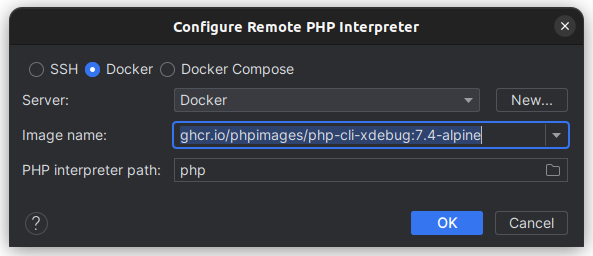 Configure Remote PHP Interpreter
SSH Docker Docker Compose
Server: Docker New...
Image name: ghcr.io/phpimages/php-cli-xdebug:7.4-alpine
PHP interpreter path: php
? OK Cancel